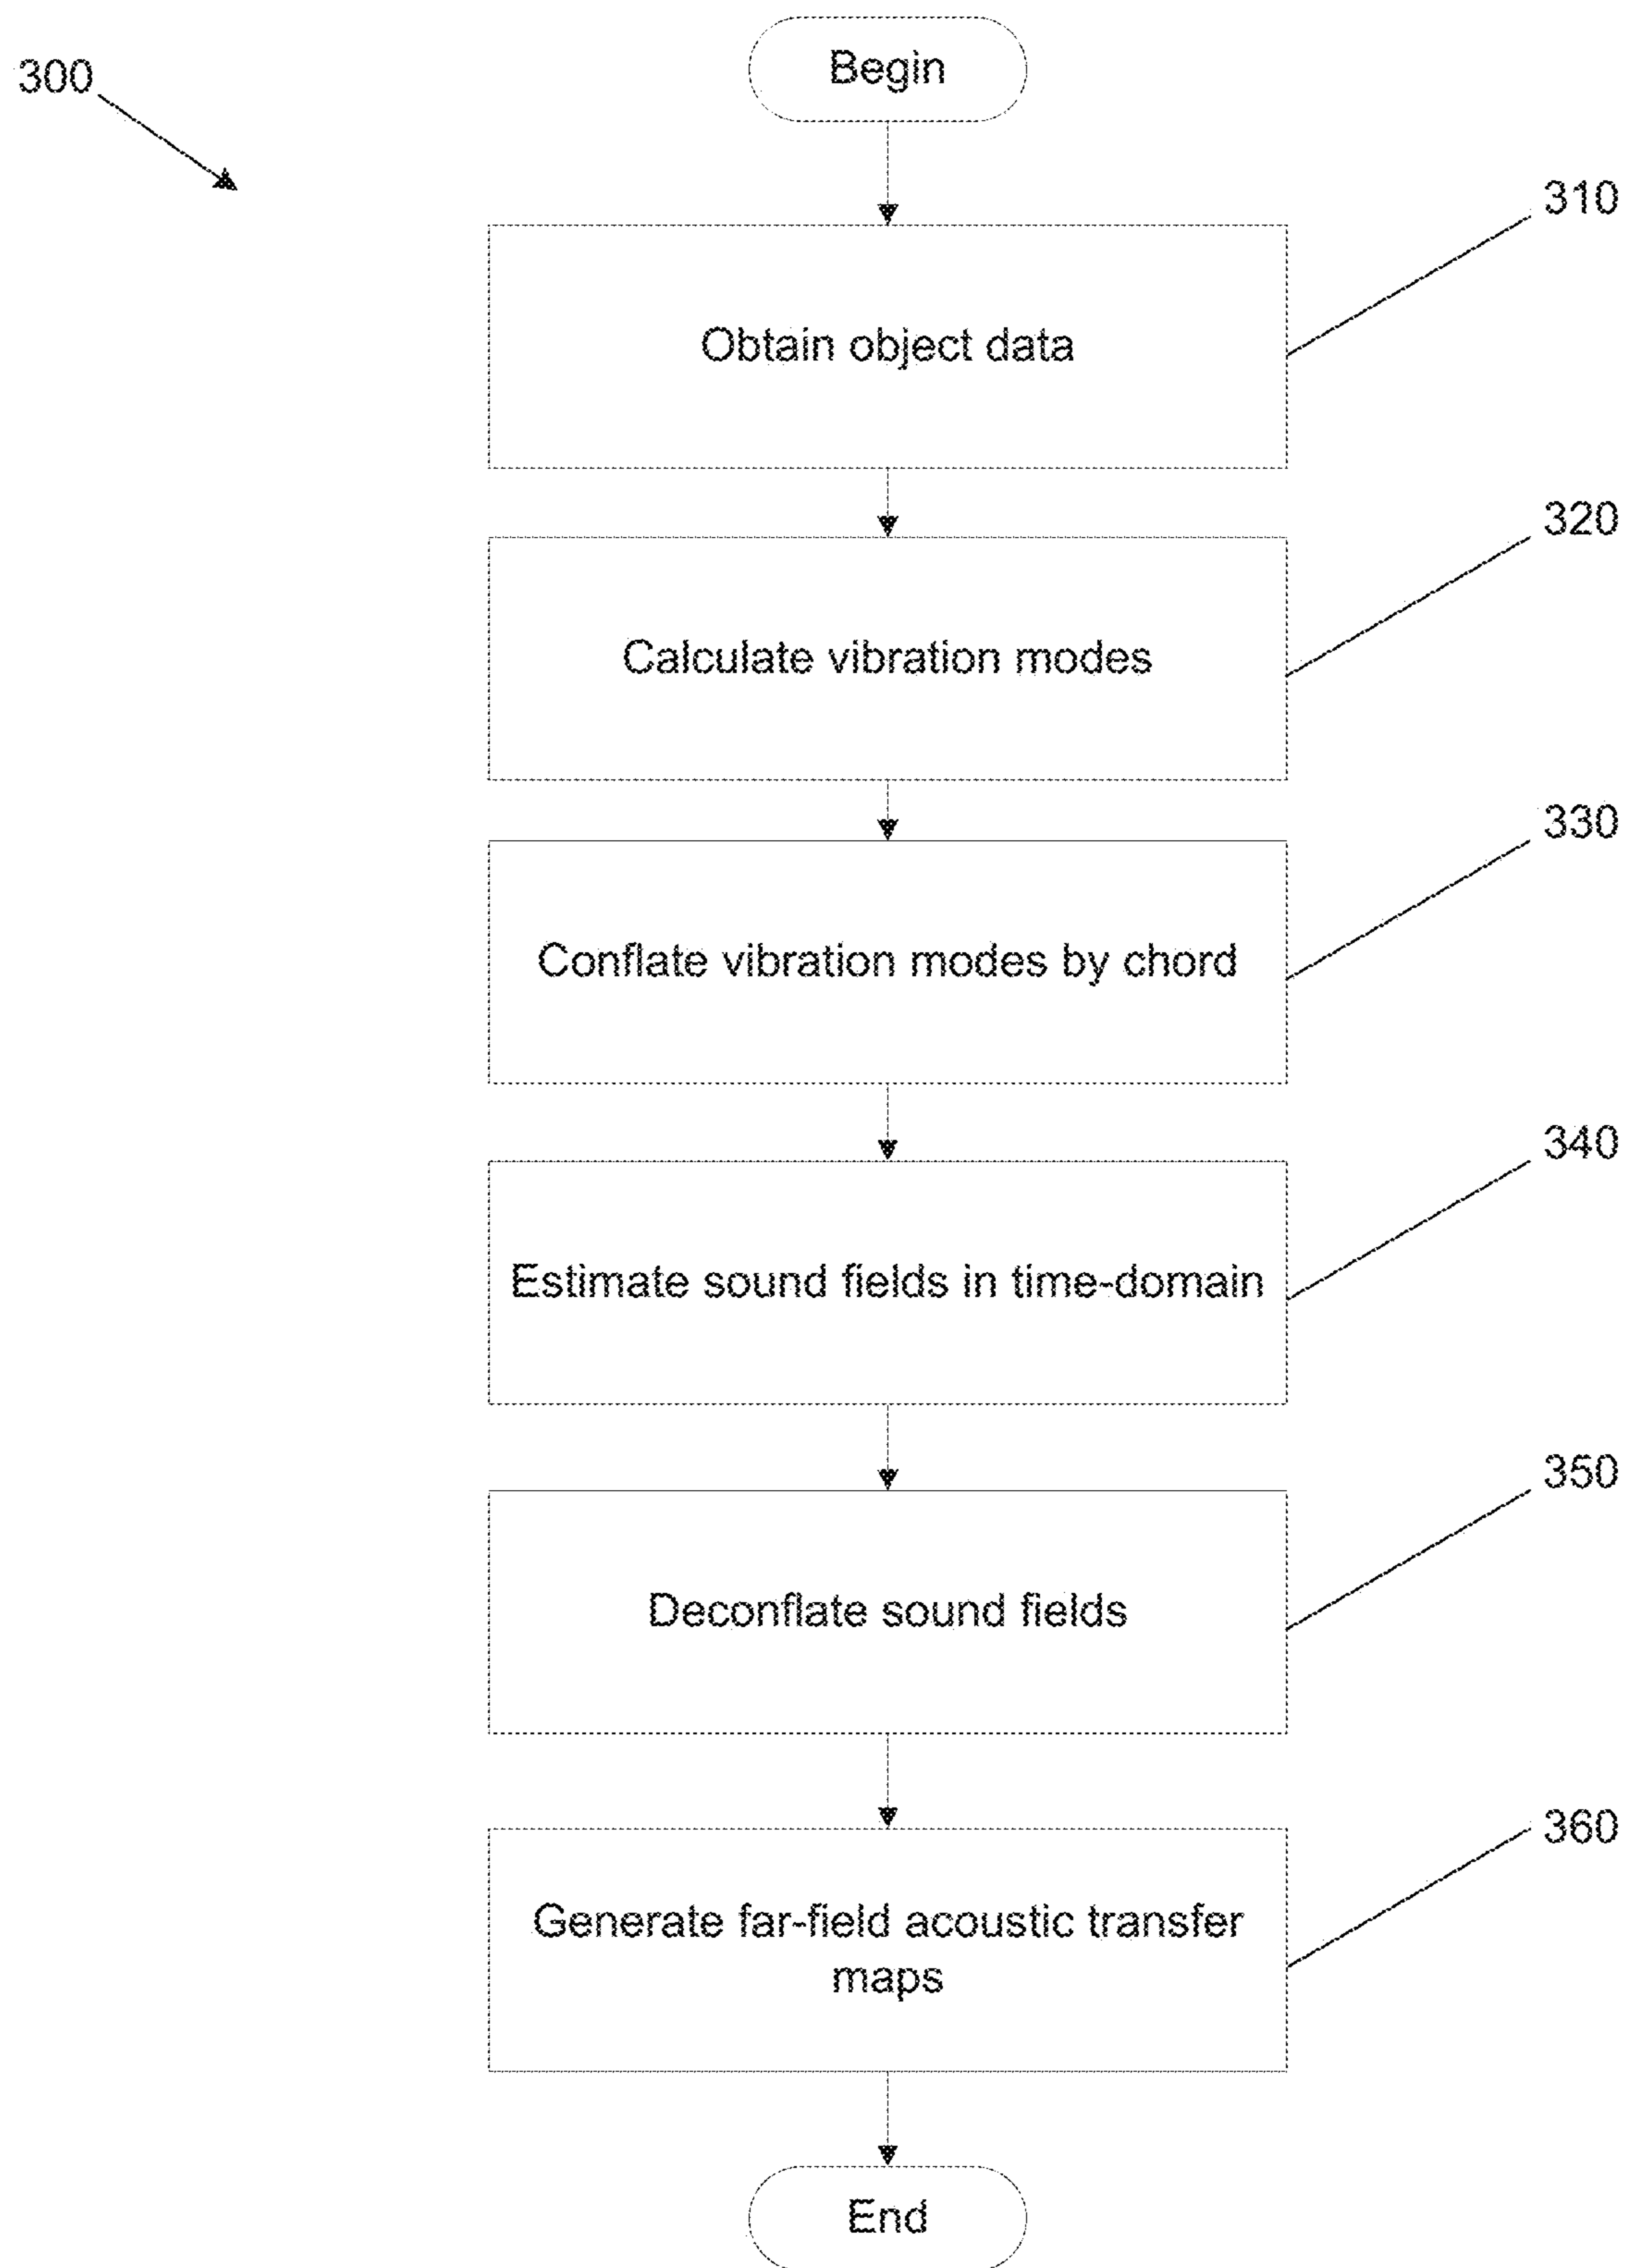 300
Begin
310
Obtain object data
320
Calculate vibration modes
330
Conflate vibration modes by chord
340
Estimate sound fields in time-domain
350
Deconflate sound fields
360
Generate far-field acoustic transfer
maps
End